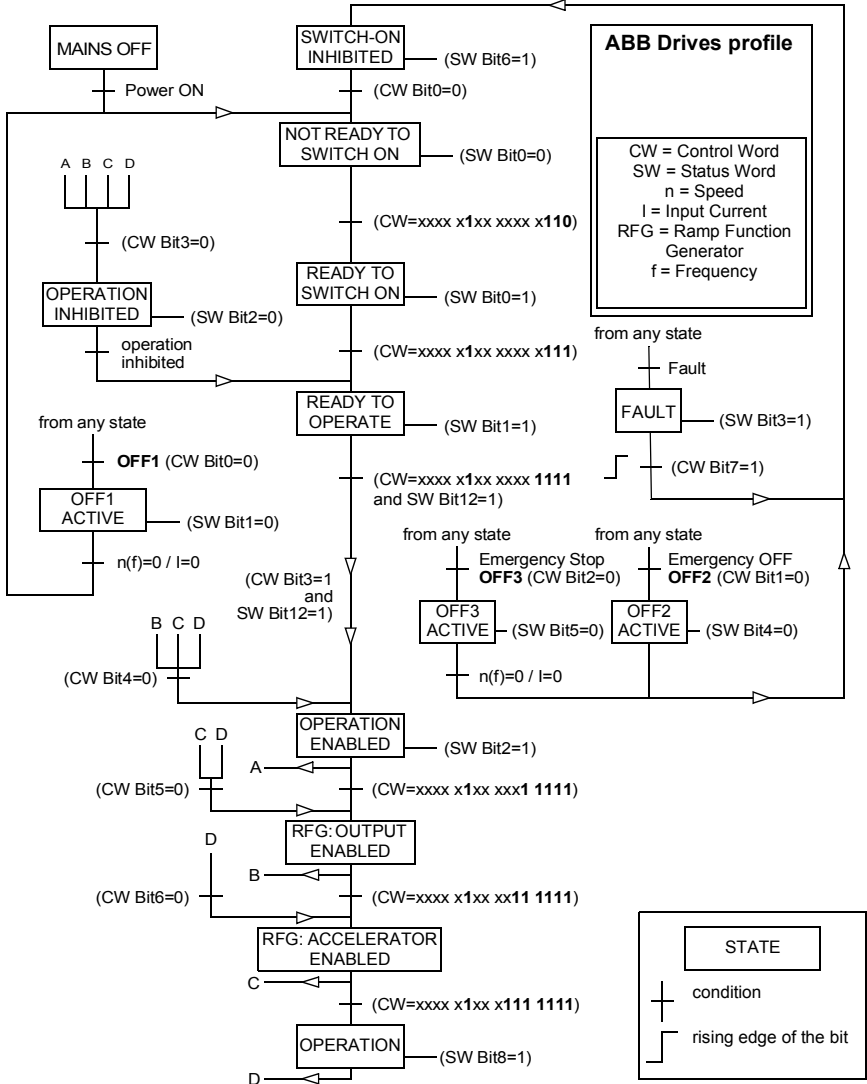 MAINS OFF
Power ON
SWITCH-ON
INHIBITED
(SW Bit6=1)
(CW Bit0=0)
NOT READY TO
SWITCH ON
(SW Bit0=0)
A B C D
(CW Bit3=0)
OPERATION
INHIBITED
(SW Bit2=0)
operation
inhibited
(CW=xxxx x1xx xxxx x110)
READY TO
SWITCH ON
(SW Bit0=1)
(CW=xxxx x1xx xxxx x111)
READY TO
OPERATE
(SW Bit1=1)
(CW=xxxx x1xx xxxx 1111
and SW Bit12=1)
ABB Drives profile
CW = Control Word
SW = Status Word
n = Speed
I = Input Current
RFG = Ramp Function
Generator
f = Frequency
from any state
Fault
FAULT
(SW Bit3=1)
(CW Bit7=1)
from any state
OFF1 (CW Bit0=0)
OFF1
ACTIVE
(SW Bit1=0)
n(f)=0 / I=0
(CW Bit3=1
and
SW Bit12=1)
from any state
Emergency Stop
OFF3 (CW Bit2=0)
OFF3
ACTIVE
(SW Bit5=0)
n(f)=0 / I=0
from any state
Emergency OFF
OFF2 (CW Bit1=0)
OFF2
ACTIVE
(SW Bit4=0)
B C D
(CW Bit4=0)
OPERATION
ENABLED
(SW Bit2=1)
A
C D
(CW Bit5=0)
(CW=xxxx x1xx xxx1 1111)
RFG: OUTPUT
ENABLED
B
D
(CW Bit6=0)
(CW=xxxx x1xx xx11 1111)
RFG: ACCELERATOR
ENABLED
C
(CW=xxxx x1xx x111 1111)
OPERATION
(SW Bit8=1)
D
STATE
condition
rising edge of the bit